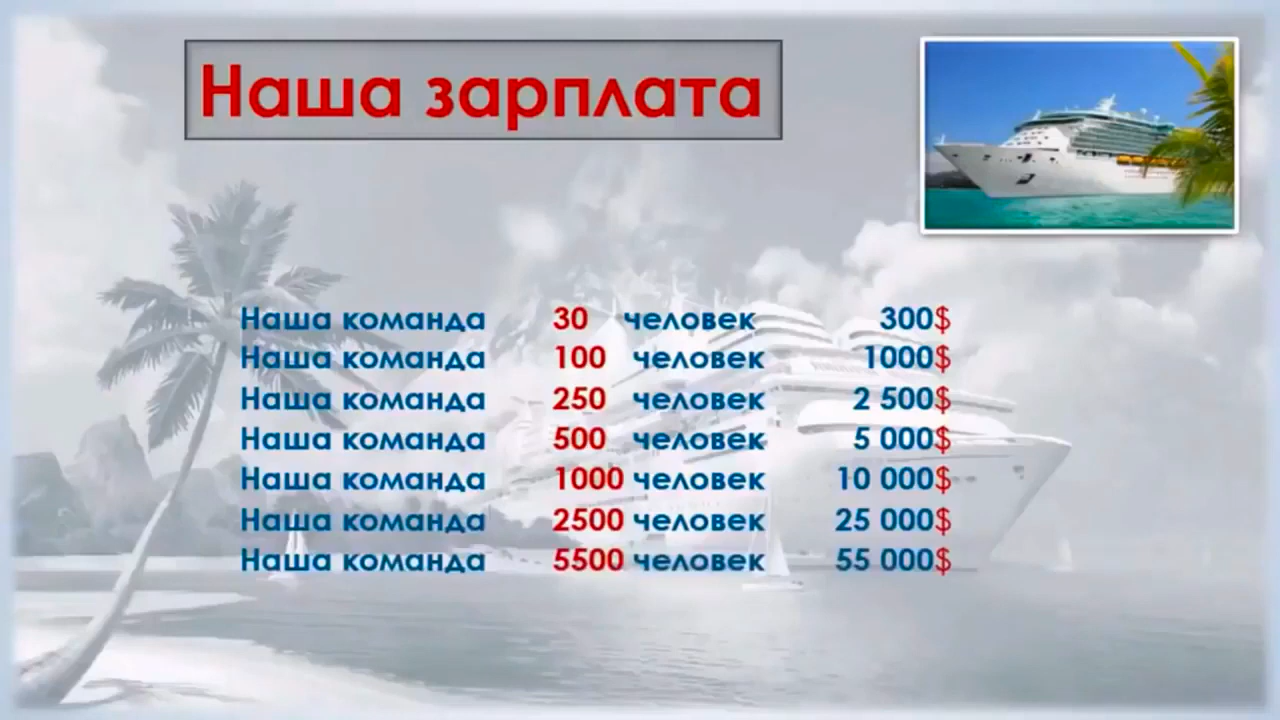 Наша зарплата
Наша команда 30 человек 300$
Наша команда 100 человек 1000$
Наша команда 250 человек 2 500$
Наша команда 500 человек 5 000$
Наша команда 1000 человек 10 000$
Наша команда 2500 человек 25 000$
Наша команда 5500 человек 55 000$